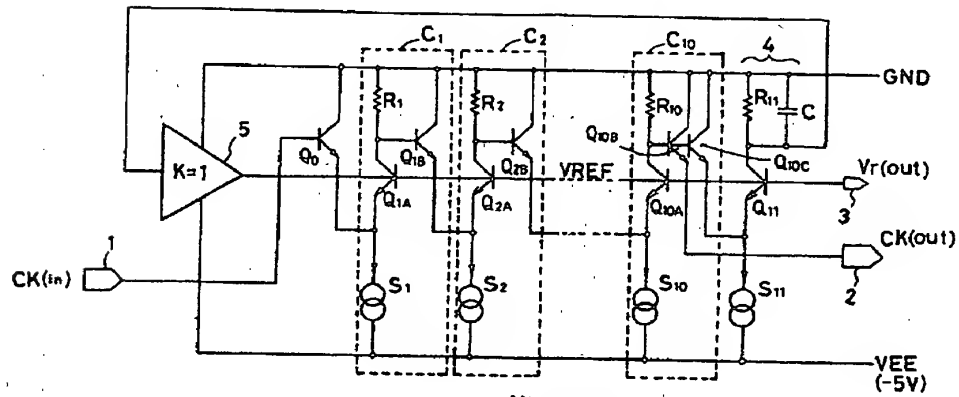 C1
C2
C10
4
GND
R1
R2
R10
R11
C
5
Q10B
Q0
Q1B
Q2B
Q10C
K=1
VREF
Vr(out)
Q1A
Q2A
Q10A
Q11
3
1
CK(out)
CK(in)
S1
S2
S10
S11
2
VEE
(-5V)